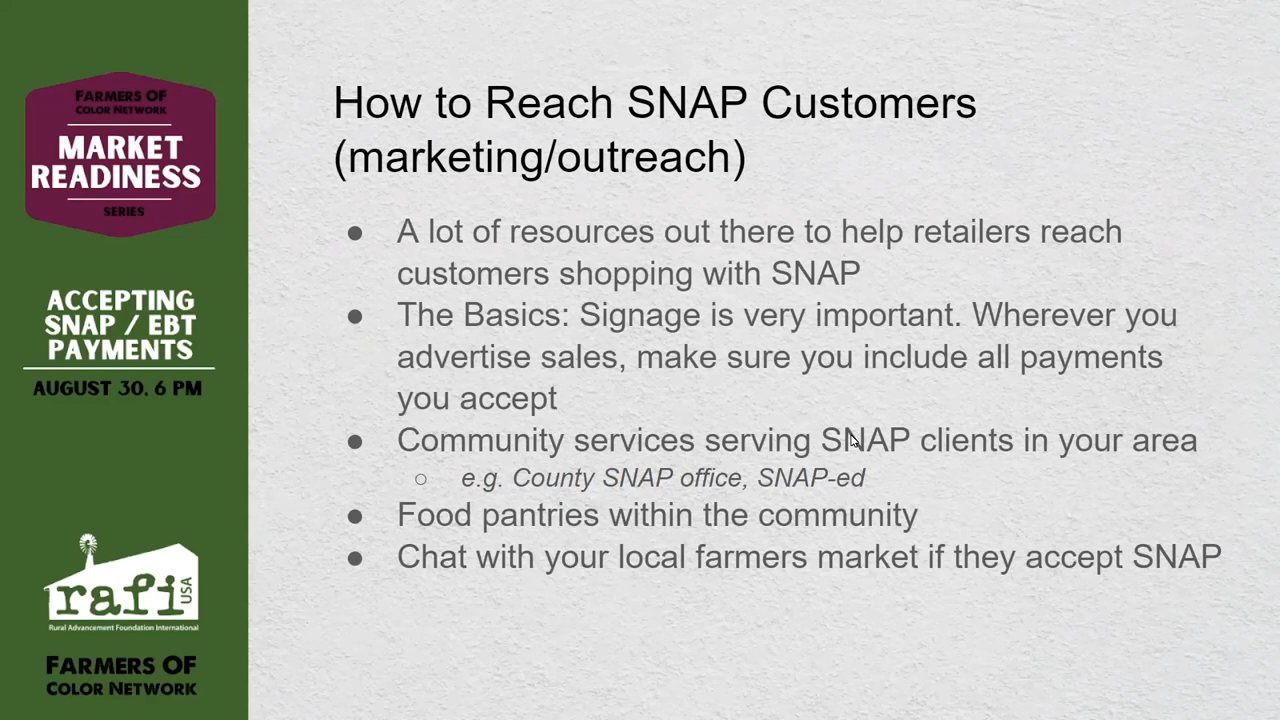 FARMERS OF
COLOR NETWORK
MARKET
READINESS
SERIES
ACCEPTING
SNAP / EBT
PAYMENTS
AUGUST 30, 6 PM
rafi
USA
Rural Advancement Foundation International
FARMERS OF
COLOR NETWORK
How to Reach SNAP Customers
(marketing/outreach)
● A lot of resources out there to help retailers reach
customers shopping with SNAP
● The Basics: Signage is very important. Wherever you
advertise sales, make sure you include all payments
you accept
● Community services serving SNAP clients in your area
○ e.g. County SNAP office, SNAP-ed
● Food pantries within the community
● Chat with your local farmers market if they accept SNAP